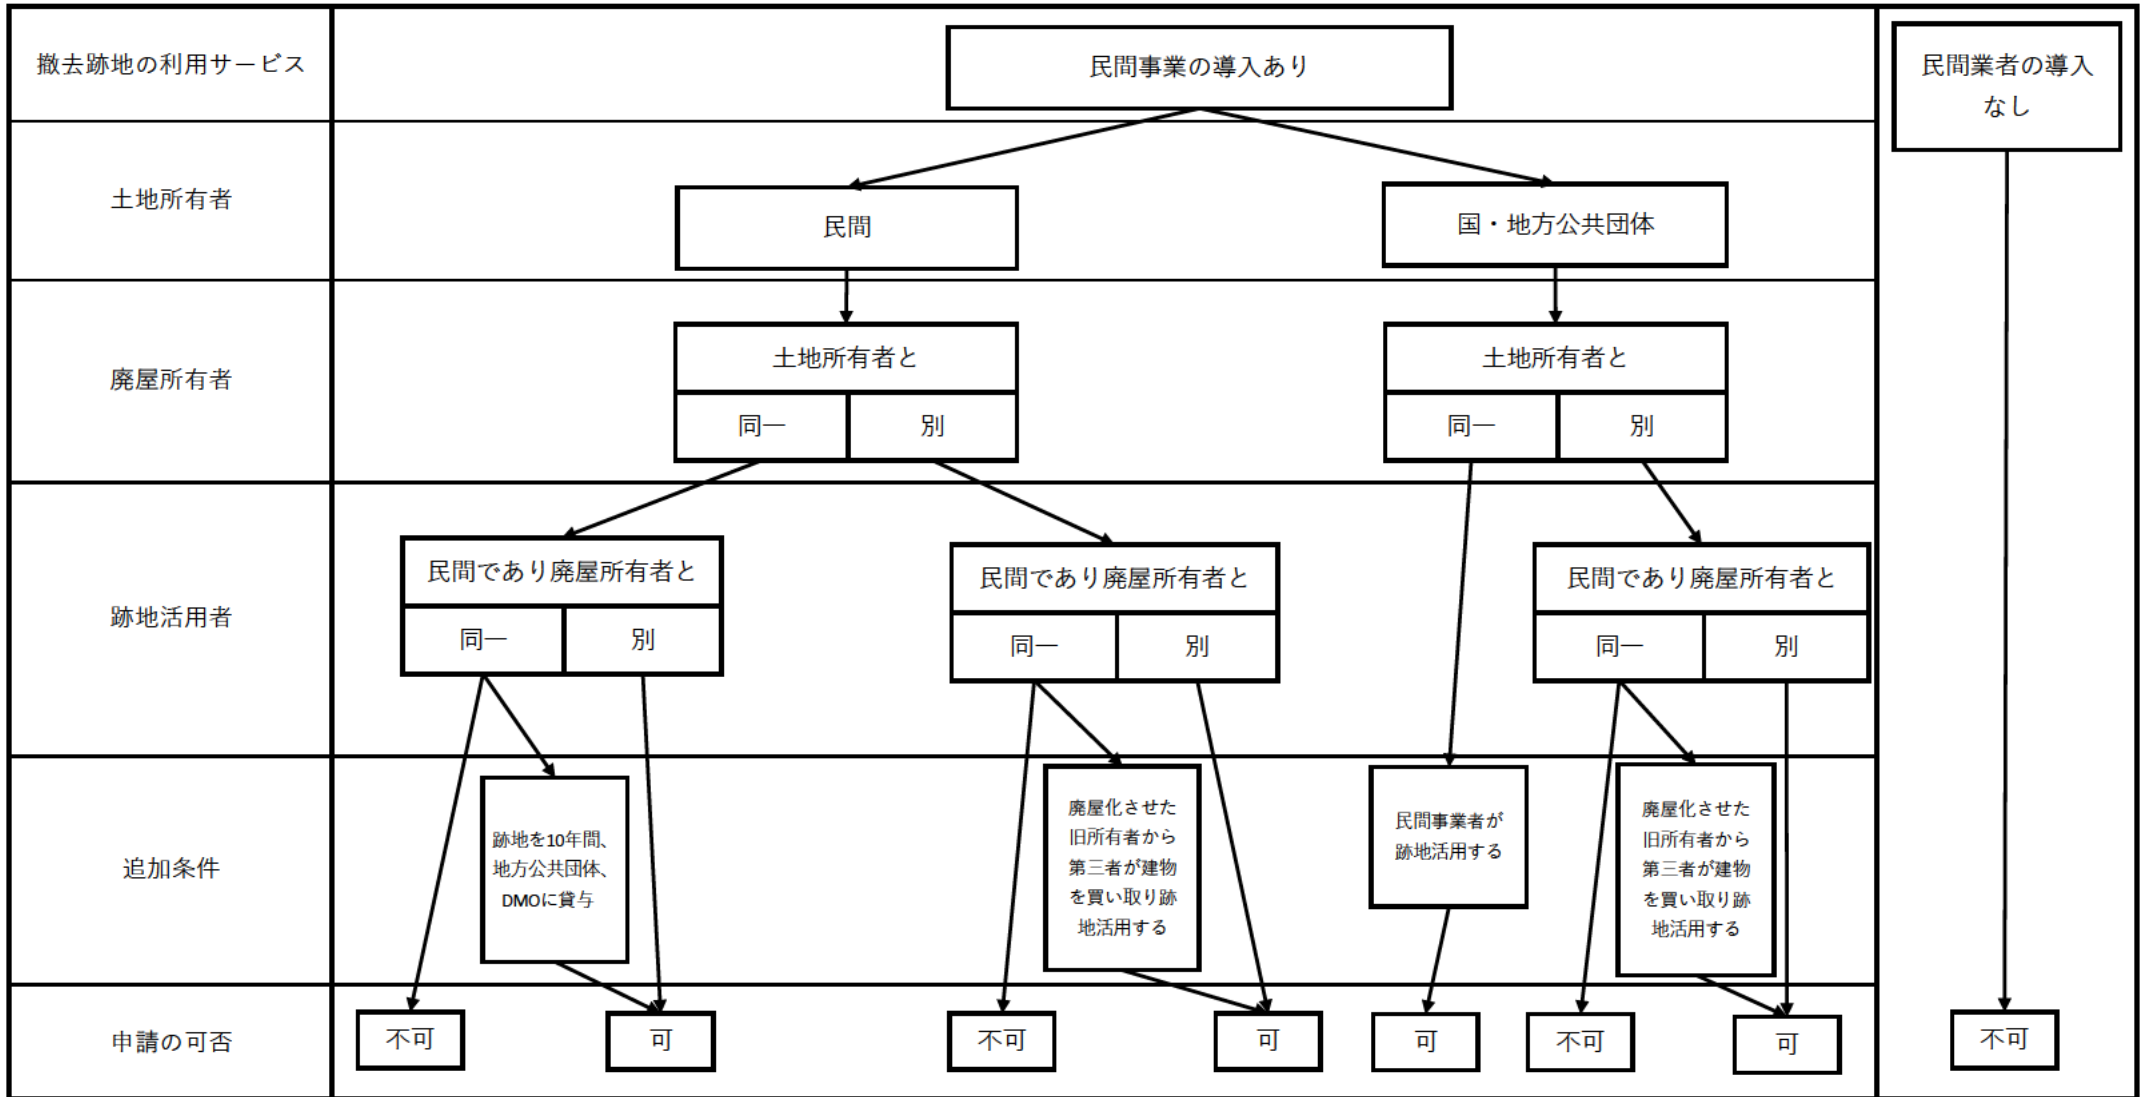 撤去跡地の利用サービス
民間事業の導入あり
民間業者の導入
なし
土地所有者
民間
国・地方公共団体
廃屋所有者
土地所有者と
同一
別
土地所有者と
同一
別
跡地活用者
民間であり廃屋所有者と
同一
別
民間であり廃屋所有者と
同一
別
民間であり廃屋所有者と
同一
別
追加条件
跡地を10年間、
地方公共団体、
DMOに貸与
廃屋化させた
旧所有者から
第三者が建物
を買い取り跡
地活用する
民間事業者が
跡地活用する
廃屋化させた
旧所有者から
第三者が建物
を買い取り跡
地活用する
申請の可否
不可
可
不可
可
可
不可
可
不可